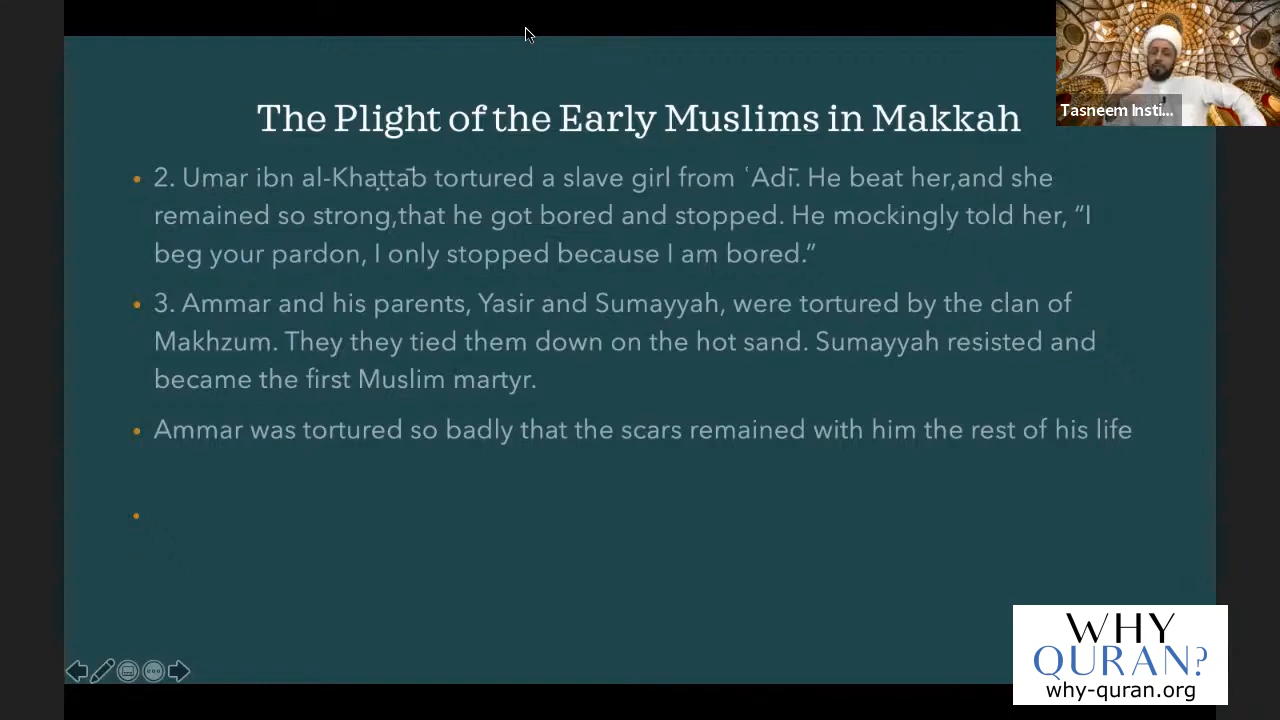 Tasneem Insti...
The Plight of the Early Muslims in Makkah
• 2. Umar ibn al-Khaṭṭāb tortured a slave girl from ʿAdī. He beat her,and she
remained so strong,that he got bored and stopped. He mockingly told her, “I
beg your pardon, I only stopped because I am bored.”
• 3. Ammar and his parents, Yasir and Sumayyah, were tortured by the clan of
Makhzum. They they tied them down on the hot sand. Sumayyah resisted and
became the first Muslim martyr.
• Ammar was tortured so badly that the scars remained with him the rest of his life
•
WHY
QURAN?
why-quran.org